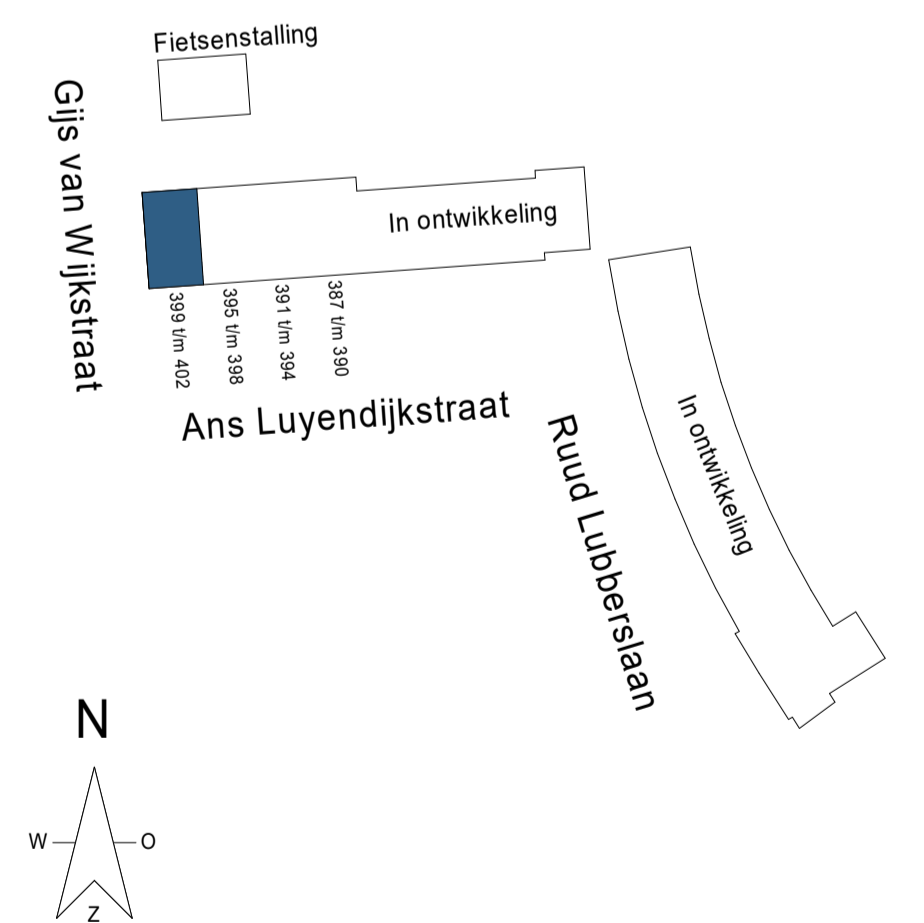 Fietsenstalling
Gijs van Wijkstraat
In ontwikkeling
399 t/m 402
395 t/m 398
391 t/m 394
387 t/m 390
Ans Luyendijkstraat
Ruud Lubberslaan
In ontwikkeling
N
W
O
Z